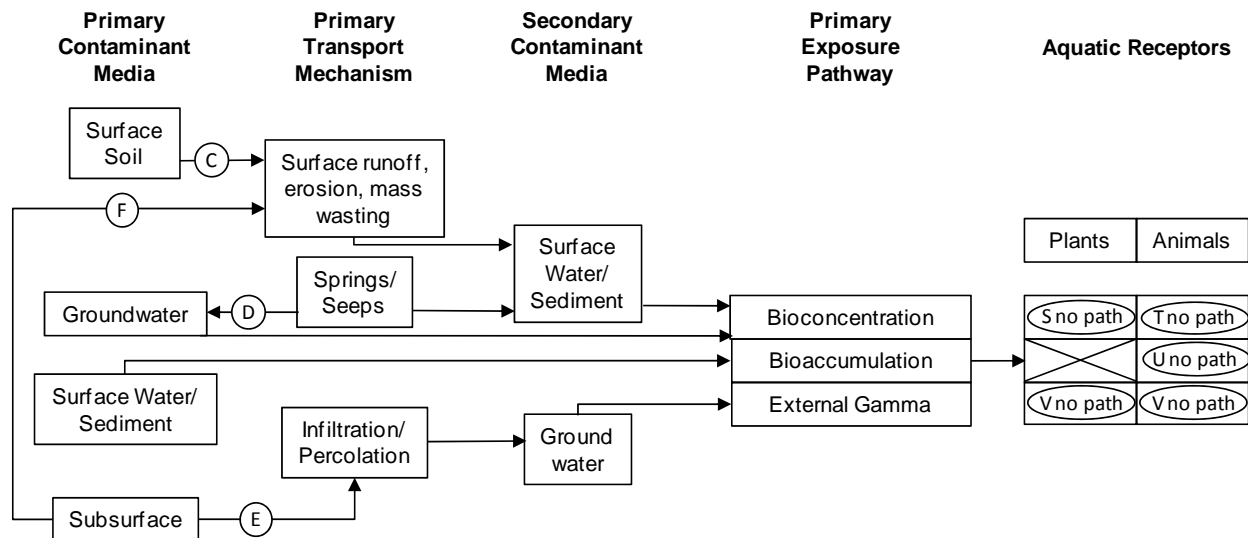 Primary
Contaminant
Media
Primary
Transport
Mechanism
Secondary
Contaminant
Media
Primary
Exposure
Pathway
Aquatic Receptors
Surface
Soil
C
Surface runoff,
erosion, mass
wasting
F
Plants
Animals
Springs/
Seeps
Surface
Water/
Sediment
Groundwater
D
Bioconcentration
S no path
T no path
Bioaccumulation
U no path
Surface Water/
Sediment
External Gamma
V no path
V no path
Infiltration/
Percolation
Ground
water
Subsurface
E